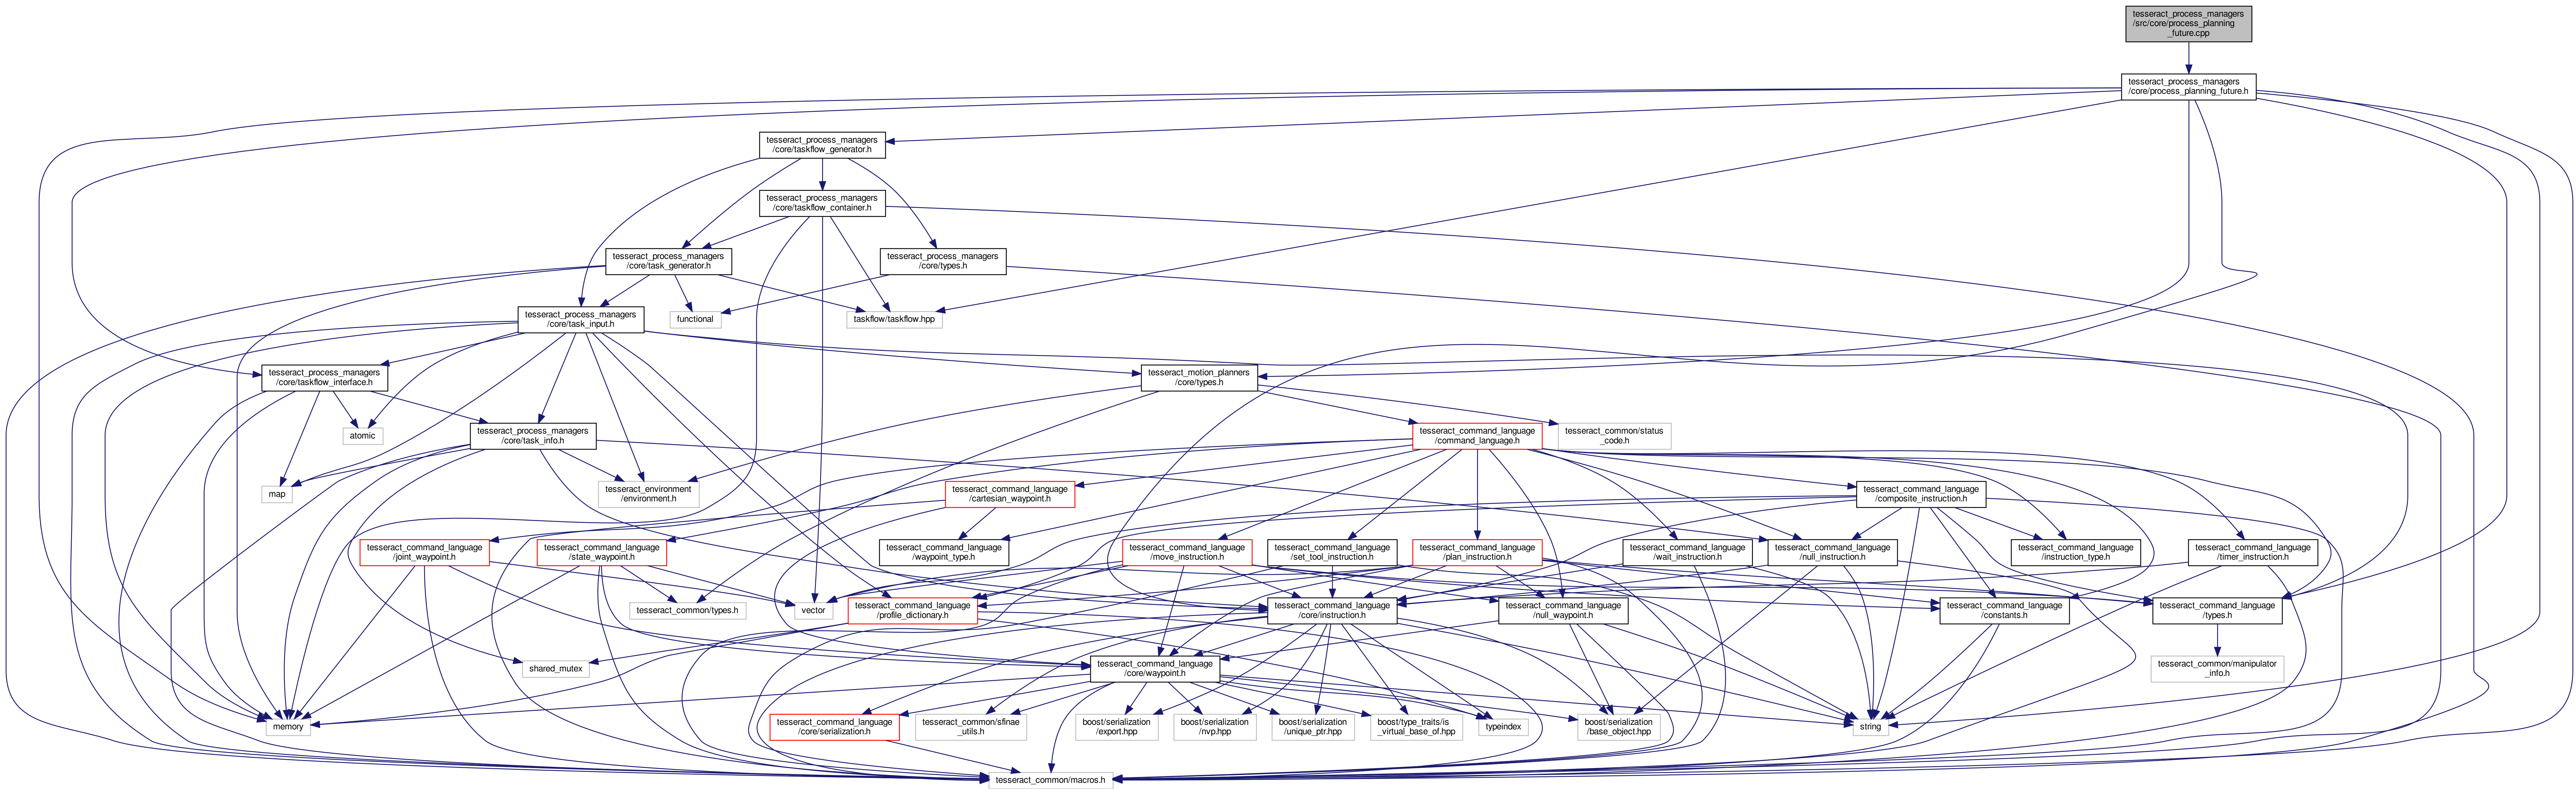 tesseract_process_managers
/src/core/process_planning
_future.cpp
tesseract_process_managers
/core/process_planning_future.h
tesseract_process_managers
/core/taskflow_generator.h
tesseract_process_managers
/core/taskflow_container.h
tesseract_process_managers
/core/task_generator.h
tesseract_process_managers
/core/types.h
tesseract_process_managers
/core/task_input.h
functional
taskflow/taskflow.hpp
tesseract_process_managers
/core/taskflow_interface.h
tesseract_motion_planners
/core/types.h
atomic
tesseract_process_managers
/core/task_info.h
tesseract_command_language
/command_language.h
tesseract_common/status
_code.h
map
tesseract_environment
/environment.h
tesseract_command_language
/cartesian_waypoint.h
tesseract_command_language
/composite_instruction.h
tesseract_command_language
/joint_waypoint.h
tesseract_command_language
/state_waypoint.h
tesseract_command_language
/waypoint_type.h
tesseract_command_language
/move_instruction.h
tesseract_command_language
/set_tool_instruction.h
tesseract_command_language
/plan_instruction.h
tesseract_command_language
/wait_instruction.h
tesseract_command_language
/null_instruction.h
tesseract_command_language
/instruction_type.h
tesseract_command_language
/timer_instruction.h
tesseract_common/types.h
vector
tesseract_command_language
/profile_dictionary.h
tesseract_command_language
/core/instruction.h
tesseract_command_language
/null_waypoint.h
tesseract_command_language
/constants.h
tesseract_command_language
/types.h
shared_mutex
tesseract_command_language
/core/waypoint.h
tesseract_common/manipulator
_info.h
memory
tesseract_command_language
/core/serialization.h
tesseract_common/sfinae
_utils.h
boost/serialization
/export.hpp
boost/serialization
/nvp.hpp
boost/serialization
/unique_ptr.hpp
boost/type_traits/is
_virtual_base_of.hpp
typeindex
boost/serialization
/base_object.hpp
string
tesseract_common/macros.h